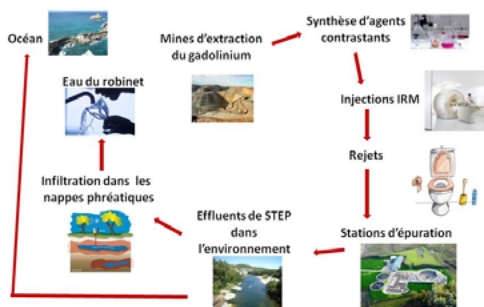 Océan
Mines d'extraction
du gadolinium
Synthèse d'agents
contrastants
Eau du robinet
Injections IRM
Rejets
Infiltration dans les
nappes phréatiques
Effluents de STEP
dans
l'environnement
Stations d'épuration